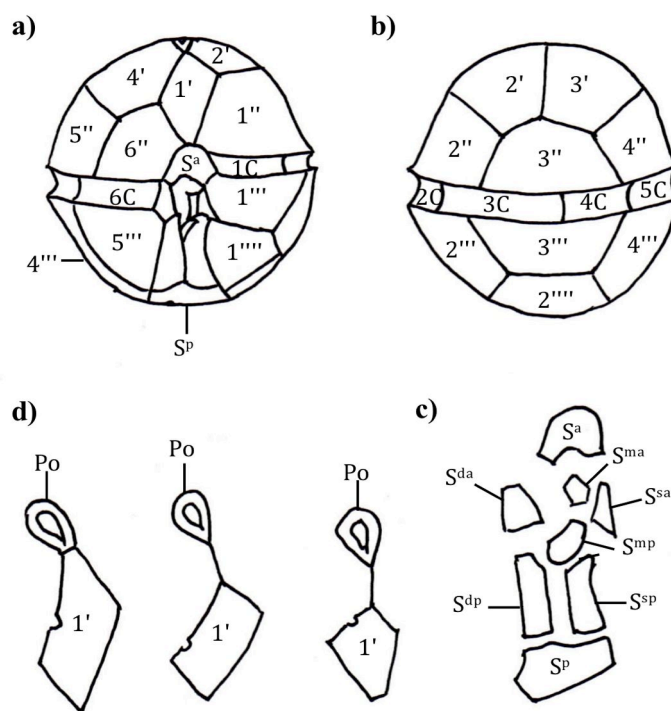 a)
2'
4'
1'
1''
5''
6''
Sᵃ
1C
6C
1'''
5'''
1''''
4'''
Sᵖ
b)
2'
3'
2''
3''
4''
2C
3C
4C
5C
2'''
3'''
4'''
2''''
d)
Po
Po
Po
1'
1'
1'
c)
Sᵃ
Sᵐᵃ
Sᵈᵃ
Sˢᵃ
Sᵐᵖ
Sᵈᵖ
Sˢᵖ
Sᵖ